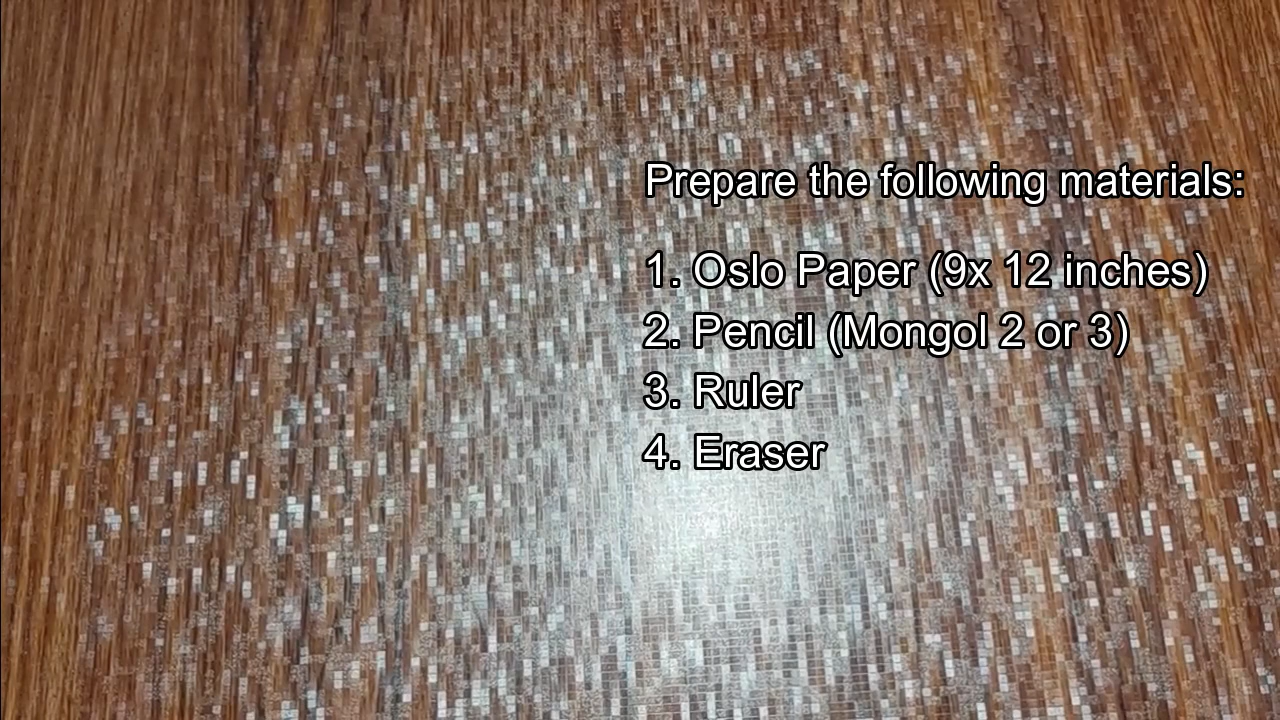 Prepare the following materials:
1. Oslo Paper (9x 12 inches)
2. Pencil (Mongol 2 or 3)
3. Ruler
4. Eraser